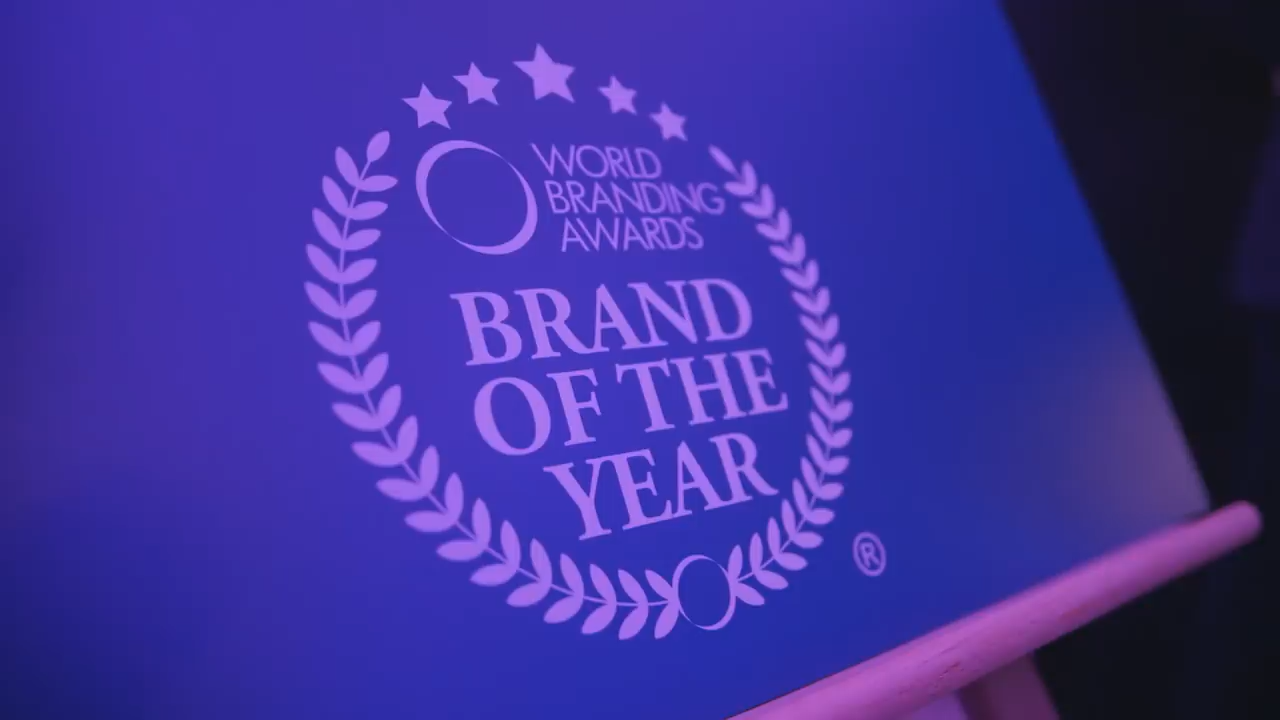 WORLD
BRANDING
AWARDS
BRAND
OF THE
YEAR
®